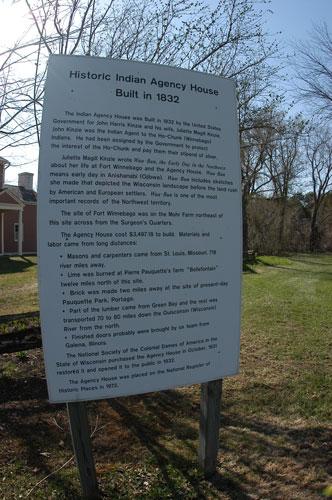 Historic Indian Agency House
Built in 1832
The Indian Agency House was Built in 1832 by the United States
Government for John Harris Kinzie and his wife, Juliette Magill Kinzie.
John Kinzie was the Indian Agent to the Ho-Chunk (Winnebago)
Indians. He had been assigned by the Government to protect
the interest of the Ho-Chunk and pay them their stipend of silver.
Juliette Magill Kinzie wrote Wau-Bun, the Early Day in the Northwest
about her life at Fort Winnebago and the Agency House. Wau Bun
means early day in Anishanabi (Ojibwa). Wau Bun includes sketches
she made that depicted the Wisconsin landscape before the land rush
by American and European settlers. Wau-Bun is one of the most
important records of the Northwest territory.
The site of Fort Winnebago was on the Mohr Farm northeast of
this site across from the Surgeon's Quarters.
The Agency House cost $3,497.18 to build. Materials and
labor came from long distances:
• Masons and carpenters came from St. Louis, Missouri, 718
river miles away.
• Lime was burned at Pierre Pauquette's farm "Bellefontain"
twelve miles north of this site.
• Brick was made two miles away at the site of present-day
Pauquette Park, Portage.
• Part of the lumber came from Green Bay and the rest was
transported 70 to 80 miles down the Ouisconsin (Wisconsin)
River from the north.
• Finished doors probably were brought by ox team from
Galena, Illinois.
The National Society of the Colonial Dames of America in the
State of Wisconsin purchased the Agency House in October, 1931
restored it and opened it to the public in 1932.
The Agency House was placed on the National Register of
Historic Places in 1972.